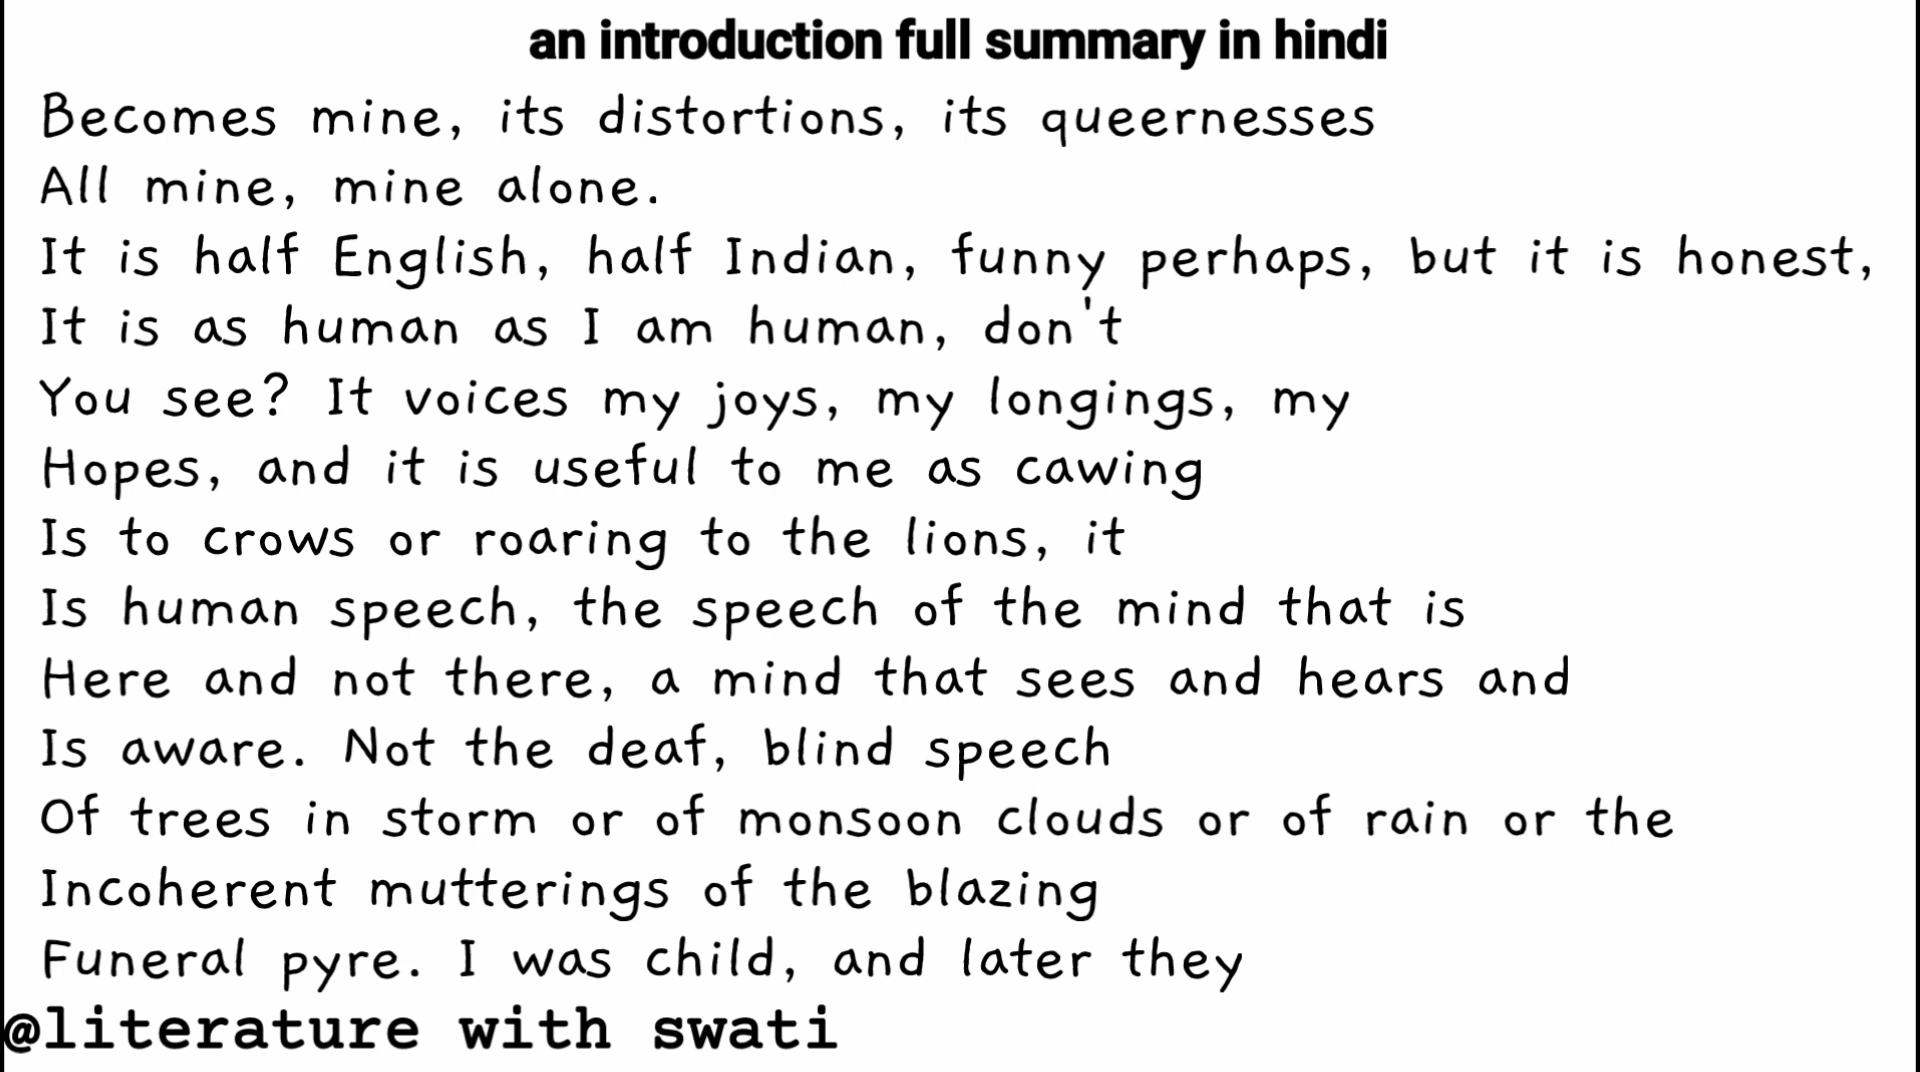 an introduction full summary in hindi
Becomes mine, its distortions, its queernesses
All mine, mine alone.
It is half English, half Indian, funny perhaps, but it is honest,
It is as human as I am human, don't
You see? It voices my joys, my longings, my
Hopes, and it is useful to me as cawing
Is to crows or roaring to the lions, it
Is human speech, the speech of the mind that is
Here and not there, a mind that sees and hears and
Is aware. Not the deaf, blind speech
Of trees in storm or of monsoon clouds or of rain or the
Incoherent mutterings of the blazing
Funeral pyre. I was child, and later they
@literature with swati